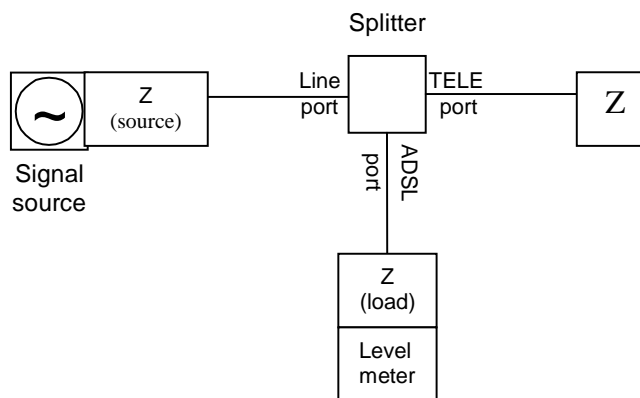 Splitter
Z
(source)
Line
port
TELE
port
Z
Signal
source
ADSL
port
Z
(load)
Level
meter